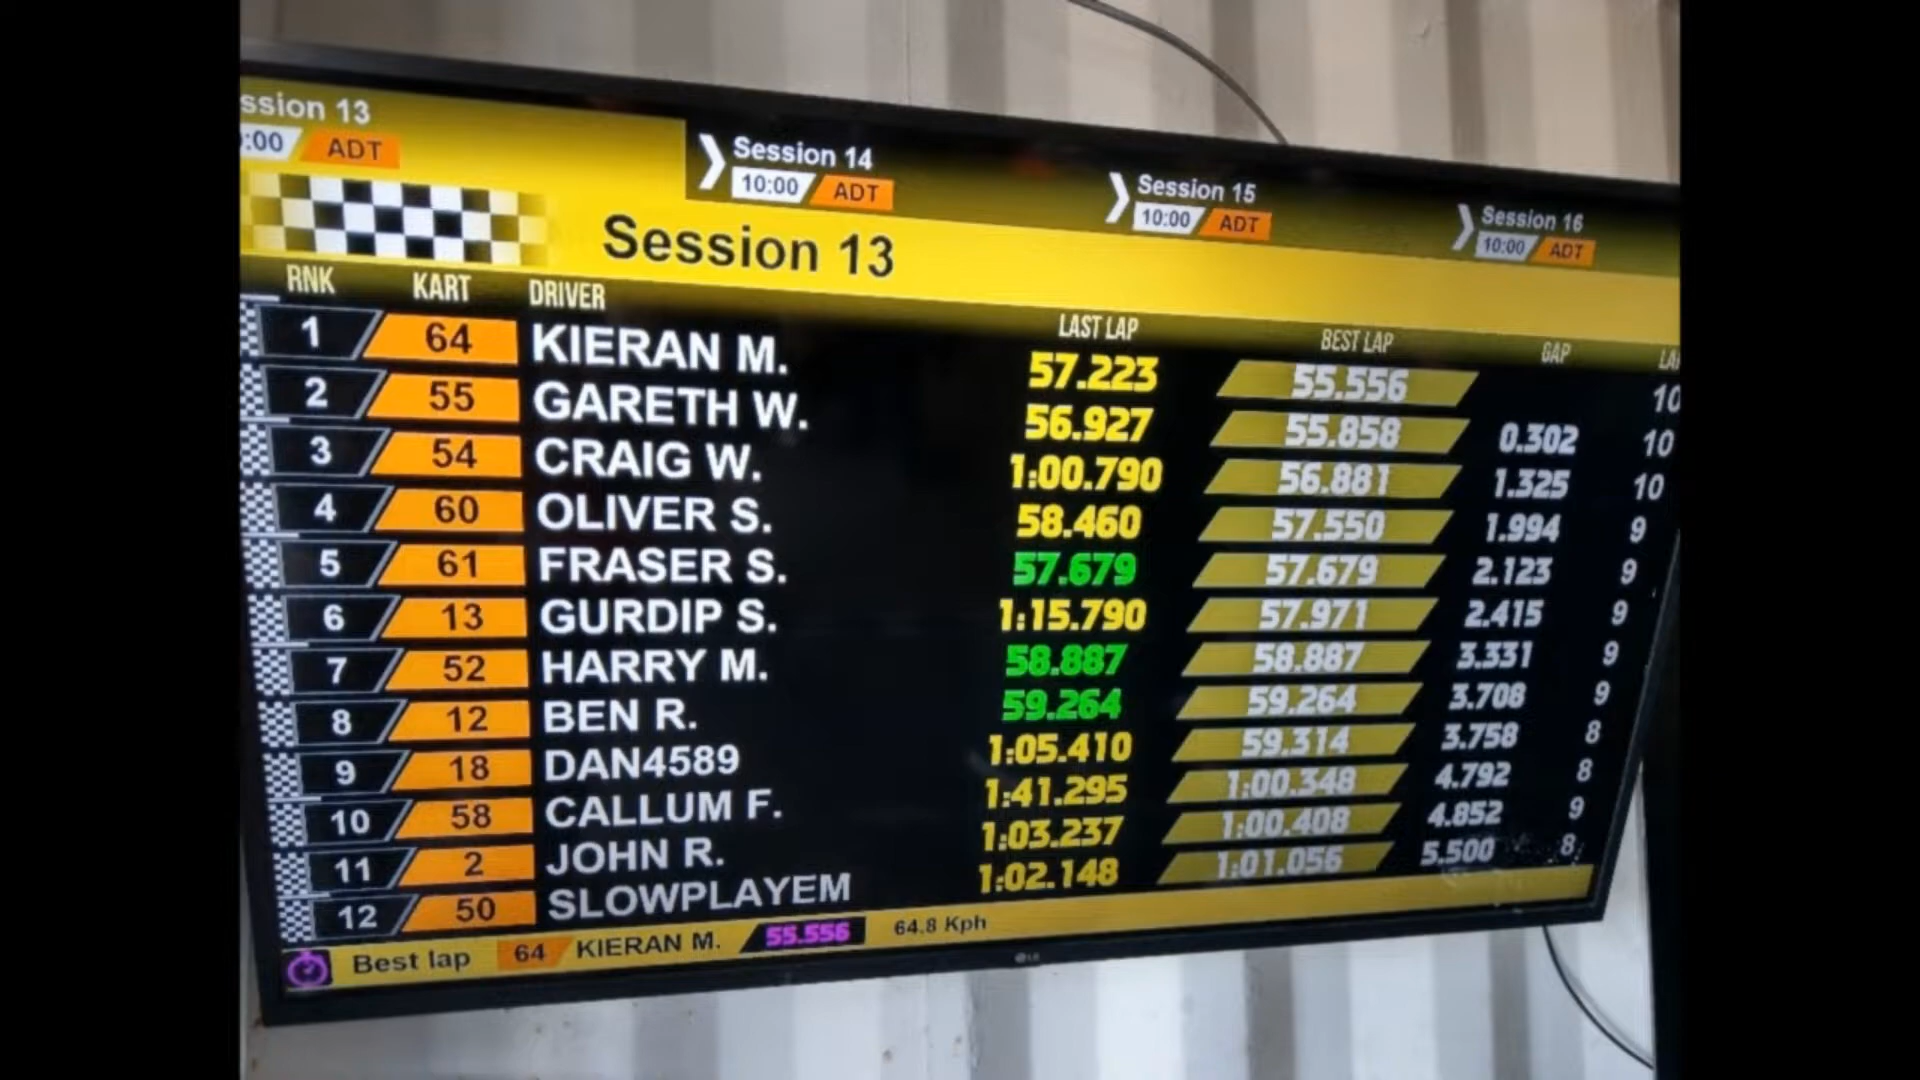 ssion 13
:00 ADT
Session 14
10:00 ADT
Session 15
10:00 ADT
Session 16
10:00 ADT
Session 13
RNK KART DRIVER LAST LAP BEST LAP GAP LA
1 64 KIERAN M. 57.223 55.556 10
2 55 GARETH W. 56.927 55.858 0.302 10
3 54 CRAIG W. 1:00.790 56.881 1.325 10
4 60 OLIVER S. 58.460 57.550 1.994 9
5 61 FRASER S. 57.679 57.679 2.123 9
6 13 GURDIP S. 1:15.790 57.971 2.415 9
7 52 HARRY M. 58.887 58.887 3.331 9
8 12 BEN R. 59.264 59.264 3.708 9
9 18 DAN4589 1:05.410 59.314 3.758 8
10 58 CALLUM F. 1:41.295 1:00.348 4.792 8
11 2 JOHN R. 1:03.237 1:00.408 4.852 9
12 50 SLOWPLAYEM 1:02.148 1:01.056 5.500 8
Best lap 64 KIERAN M. 55.556 64.8 Kph
LG